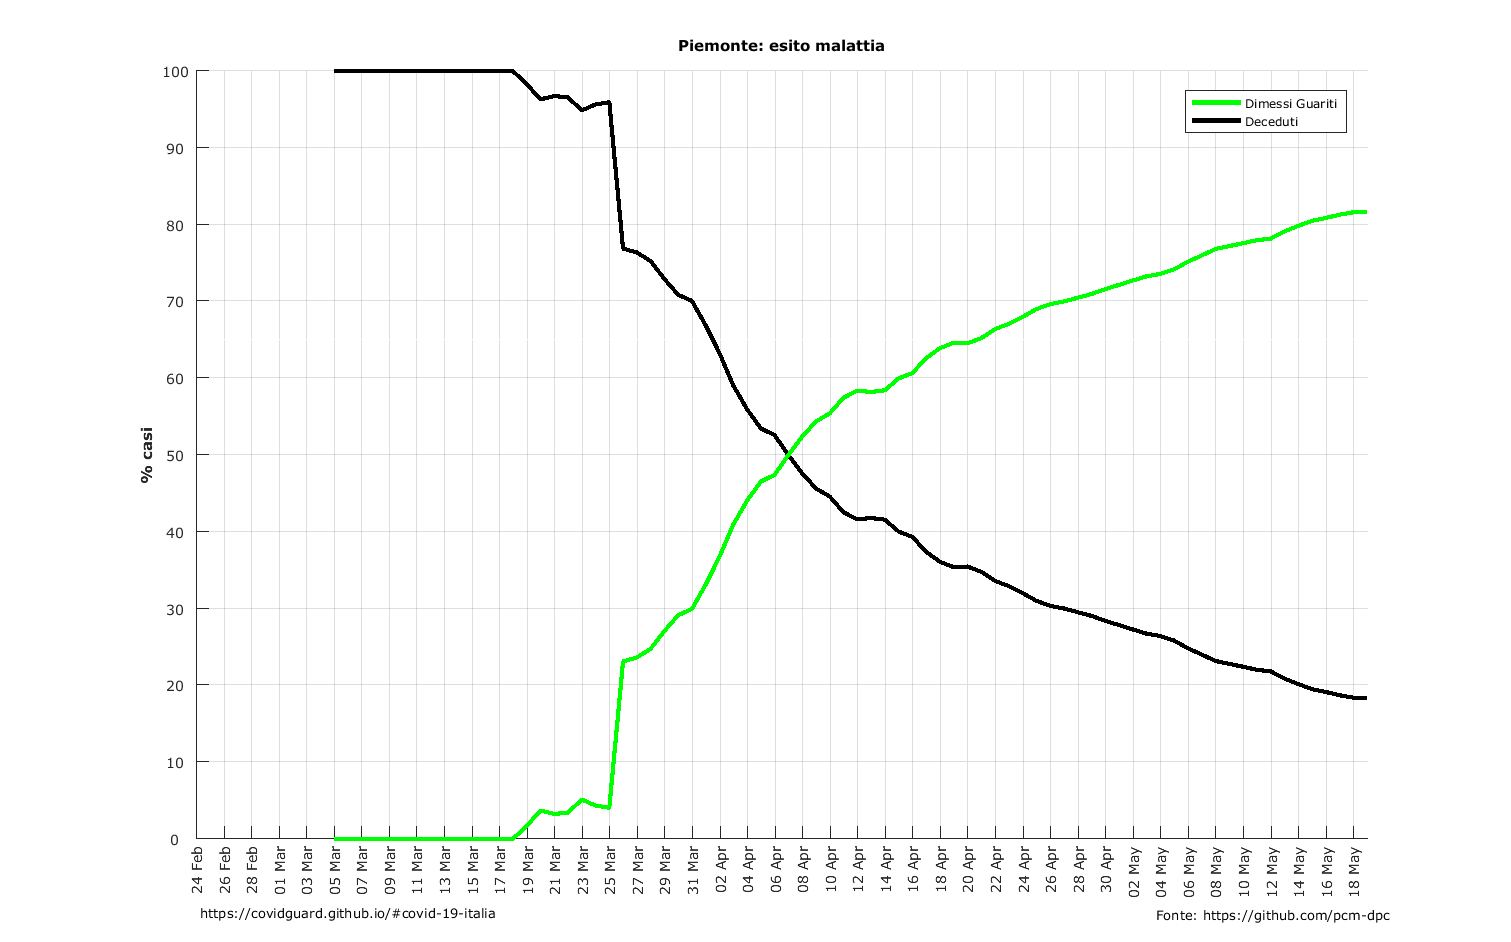 Piemonte: esito malattia
Dimessi Guariti
Deceduti
% casi
100
90
80
70
60
50
40
30
20
10
0
24 Feb
26 Feb
28 Feb
01 Mar
03 Mar
05 Mar
07 Mar
09 Mar
11 Mar
13 Mar
15 Mar
17 Mar
19 Mar
21 Mar
23 Mar
25 Mar
27 Mar
29 Mar
31 Mar
02 Apr
04 Apr
06 Apr
08 Apr
10 Apr
12 Apr
14 Apr
16 Apr
18 Apr
20 Apr
22 Apr
24 Apr
26 Apr
28 Apr
30 Apr
02 May
04 May
06 May
08 May
10 May
12 May
14 May
16 May
18 May
https://covidguard.github.io/#covid-19-italia
Fonte: https://github.com/pcm-dpc